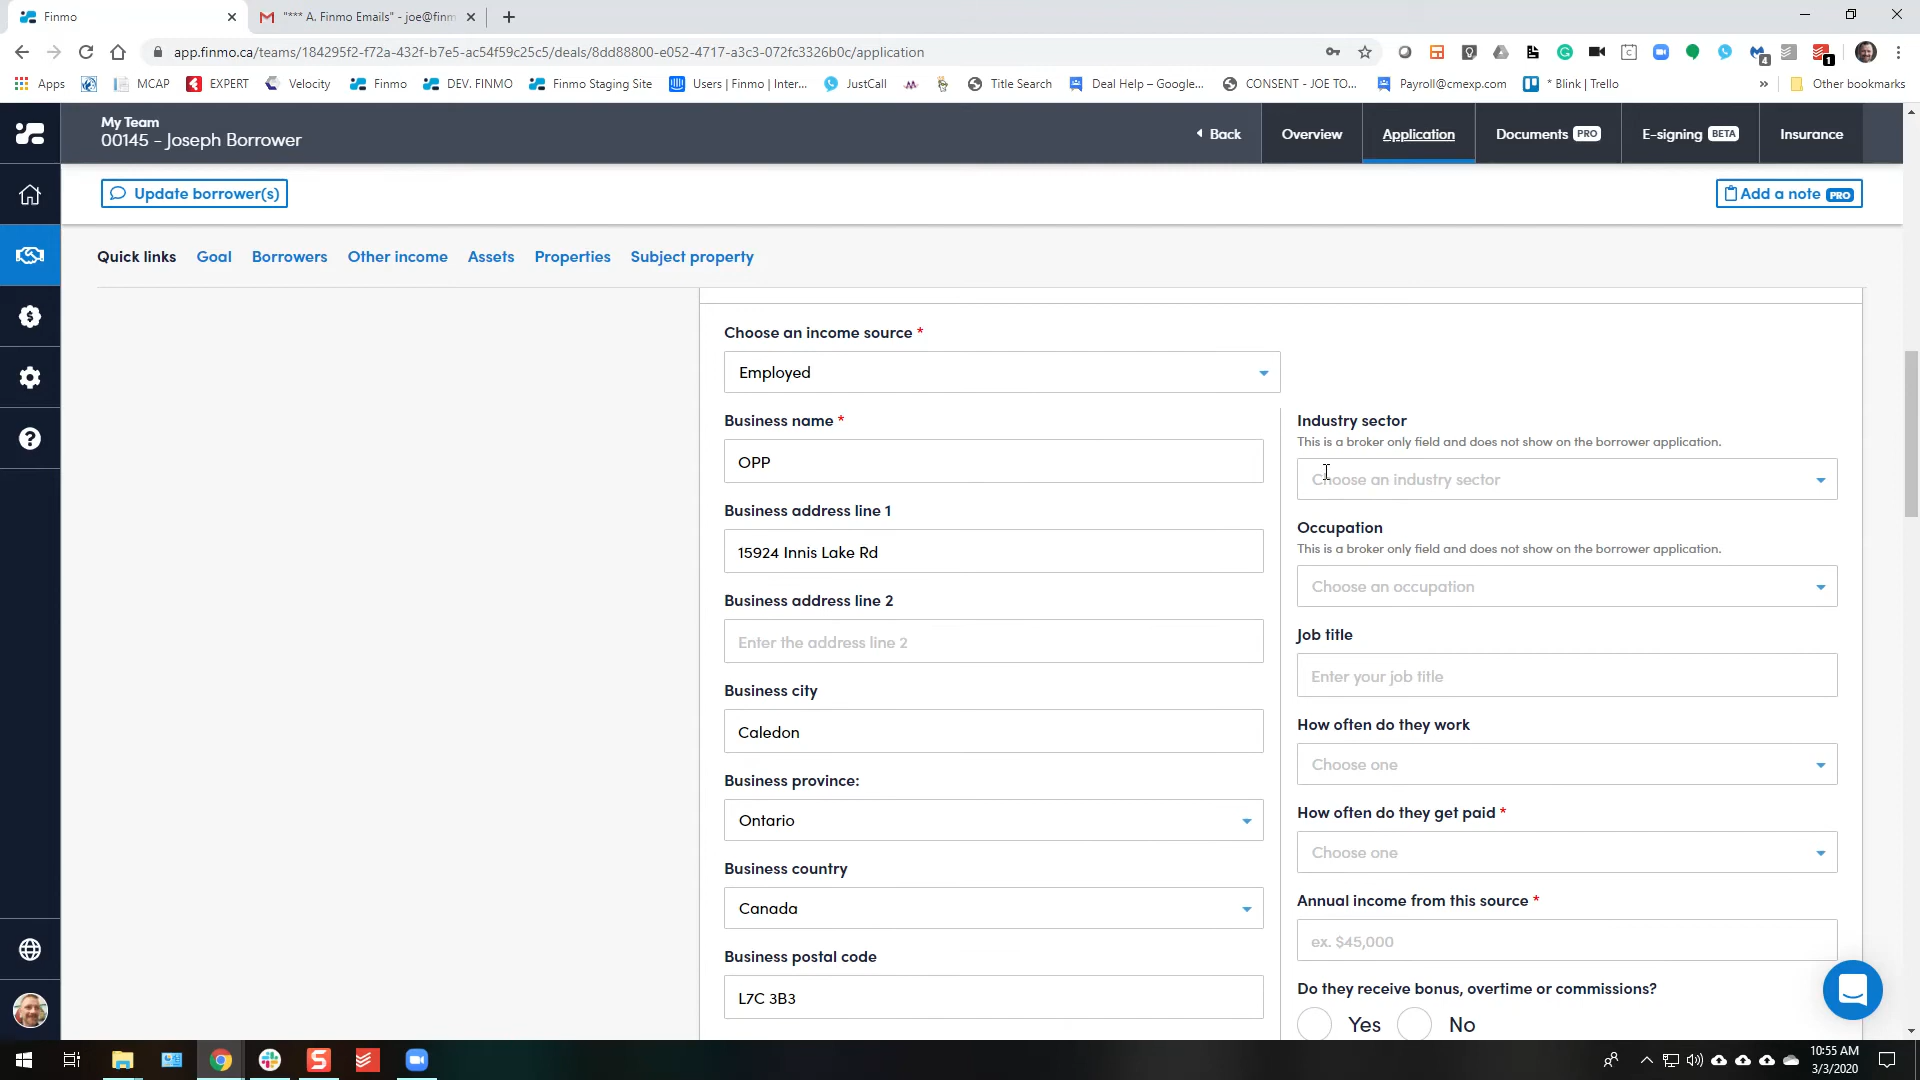 Finmo
"*** A. Finmo Emails" - joe@finm
app.finmo.ca/teams/184295f2-f72a-432f-b7e5-ac54f59c25c5/deals/8dd88800-e052-4717-a3c3-072fc3326b0c/application
Apps
MCAP
EXPERT
Velocity
Finmo
DEV. FINMO
Finmo Staging Site
Users | Finmo | Inter...
JustCall
Title Search
Deal Help – Google...
CONSENT - JOE TO...
Payroll@cmexp.com
* Blink | Trello
»
Other bookmarks
My Team
00145 - Joseph Borrower
Back
Overview
Application
Documents PRO
E-signing BETA
Insurance
Update borrower(s)
Add a note PRO
Quick links Goal Borrowers Other income Assets Properties Subject property
Choose an income source *
Employed
Business name *
OPP
Business address line 1
15924 Innis Lake Rd
Business address line 2
Enter the address line 2
Business city
Caledon
Business province:
Ontario
Business country
Canada
Business postal code
L7C 3B3
Industry sector
This is a broker only field and does not show on the borrower application.
Choose an industry sector
Occupation
This is a broker only field and does not show on the borrower application.
Choose an occupation
Job title
Enter your job title
How often do they work
Choose one
How often do they get paid *
Choose one
Annual income from this source *
ex. $45,000
Do they receive bonus, overtime or commissions?
Yes No
4
1
10:55 AM
3/3/2020